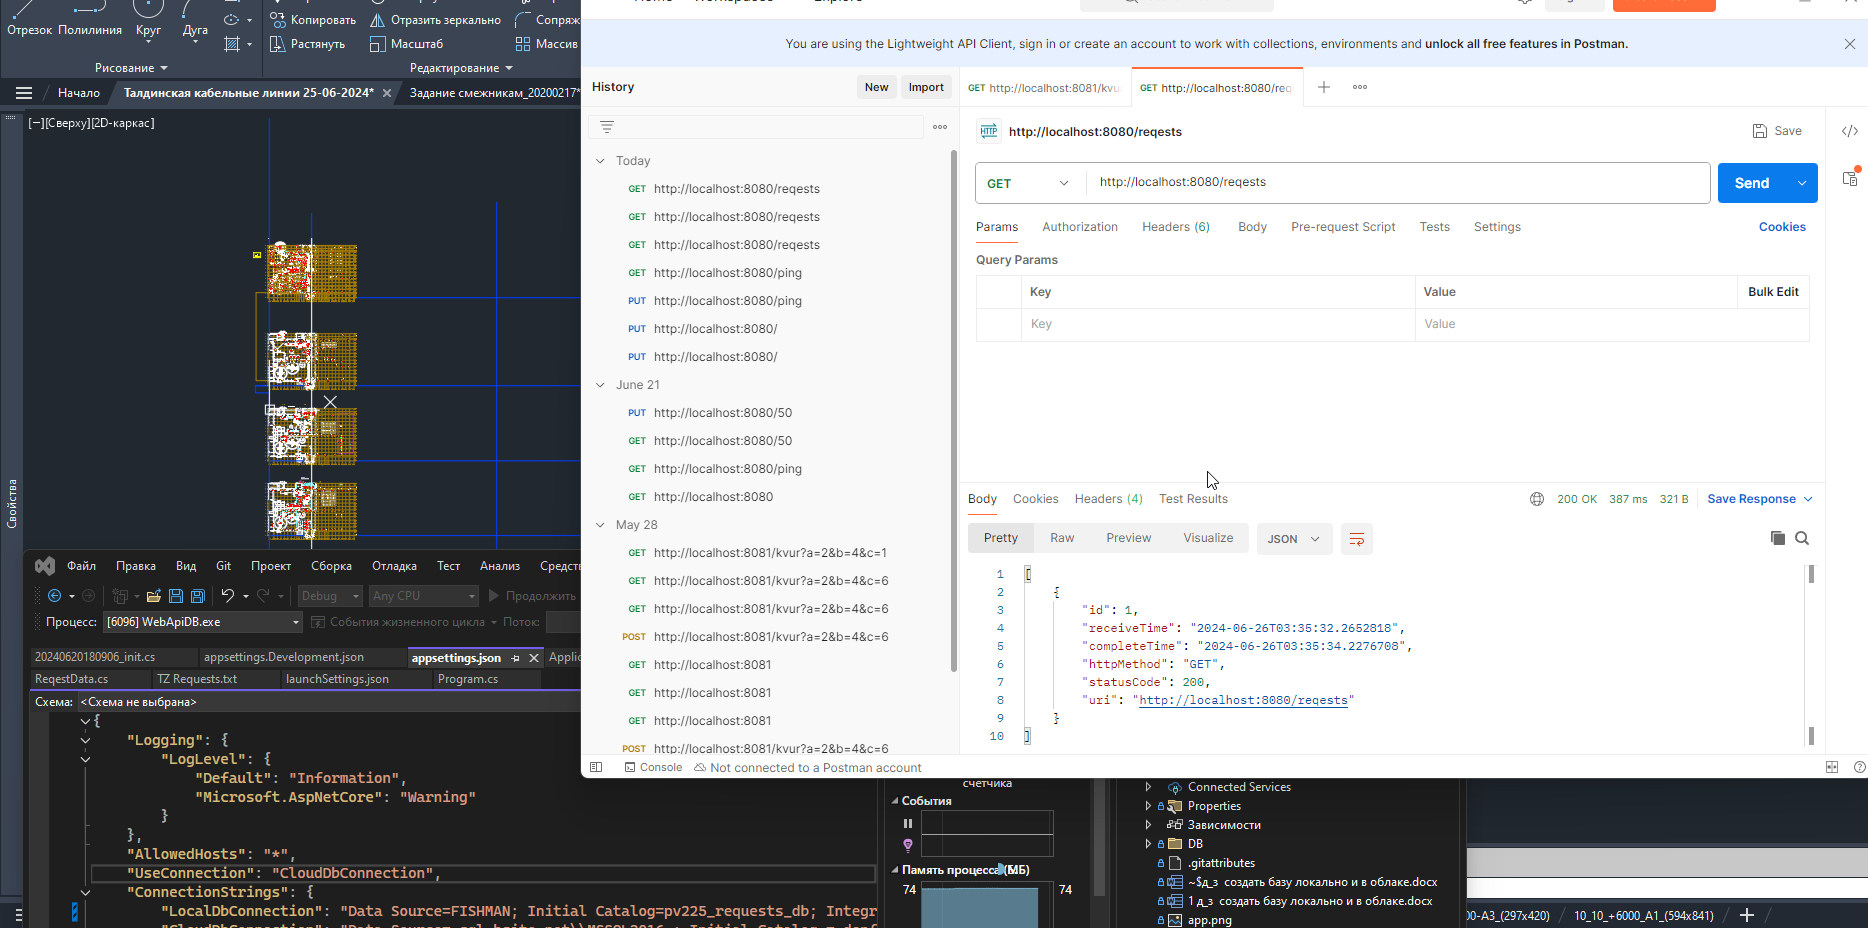 Отрезок Полилиния Круг Дуга
Копировать Отразить зеркально Сопряж
Растянуть Масштаб Массив
Рисование Редактирование
Начало Талдинская кабельные линии 25-06-2024* Задание смежникам_20200217*
[−][Сверху][2D-каркас]
Свойства
You are using the Lightweight API Client, sign in or create an account to work with collections, environments and unlock all free features in Postman.
History New Import
Today
GET http://localhost:8080/reqests
GET http://localhost:8080/reqests
GET http://localhost:8080/reqests
GET http://localhost:8080/ping
PUT http://localhost:8080/ping
PUT http://localhost:8080/
PUT http://localhost:8080/
June 21
PUT http://localhost:8080/50
GET http://localhost:8080/50
GET http://localhost:8080/ping
GET http://localhost:8080
May 28
GET http://localhost:8081/kvur?a=2&b=4&c=1
GET http://localhost:8081/kvur?a=2&b=4&c=6
GET http://localhost:8081/kvur?a=2&b=4&c=6
POST http://localhost:8081/kvur?a=2&b=4&c=6
GET http://localhost:8081
GET http://localhost:8081
GET http://localhost:8081
POST http://localhost:8081/kvur?a=2&b=4&c=6
GET http://localhost:8081/kvu GET http://localhost:8080/req
HTTP http://localhost:8080/reqests Save
GET http://localhost:8080/reqests Send
Params Authorization Headers (6) Body Pre-request Script Tests Settings Cookies
Query Params
Key Value Bulk Edit
Key Value
Body Cookies Headers (4) Test Results 200 OK 387 ms 321 B Save Response
Pretty Raw Preview Visualize JSON
1 [
2 {
3 "id": 1,
4 "receiveTime": "2024-06-26T03:35:32.2652818",
5 "completeTime": "2024-06-26T03:35:34.2276708",
6 "httpMethod": "GET",
7 "statusCode": 200,
8 "uri": "http://localhost:8080/reqests"
9 }
10 ]
Console Not connected to a Postman account
Файл Правка Вид Git Проект Сборка Отладка Тест Анализ Средсть
Debug Any CPU Продолжить
Процесс: [6096] WebApiDB.exe События жизненного цикла Поток:
20240620180906_init.cs appsettings.Development.json appsettings.json Applic
ReqestData.cs TZ Requests.txt launchSettings.json Program.cs
Схема: <Схема не выбрана>
{
"Logging": {
"LogLevel": {
"Default": "Information",
"Microsoft.AspNetCore": "Warning"
}
},
"AllowedHosts": "*",
"UseConnection": "CloudDbConnection",
"ConnectionStrings": {
"LocalDbConnection": "Data Source=FISHMAN; Initial Catalog=pv225_requests_db; Integr
счетчика
События
Память процесса (МБ)
74 74
Connected Services
Properties
Зависимости
DB
.gitattributes
~$д_з создать базу локально и в облаке.docx
1 д_з создать базу локально и в облаке.docx
app.png
00-A3_(297x420) 10_10_+6000_A1_(594x841)